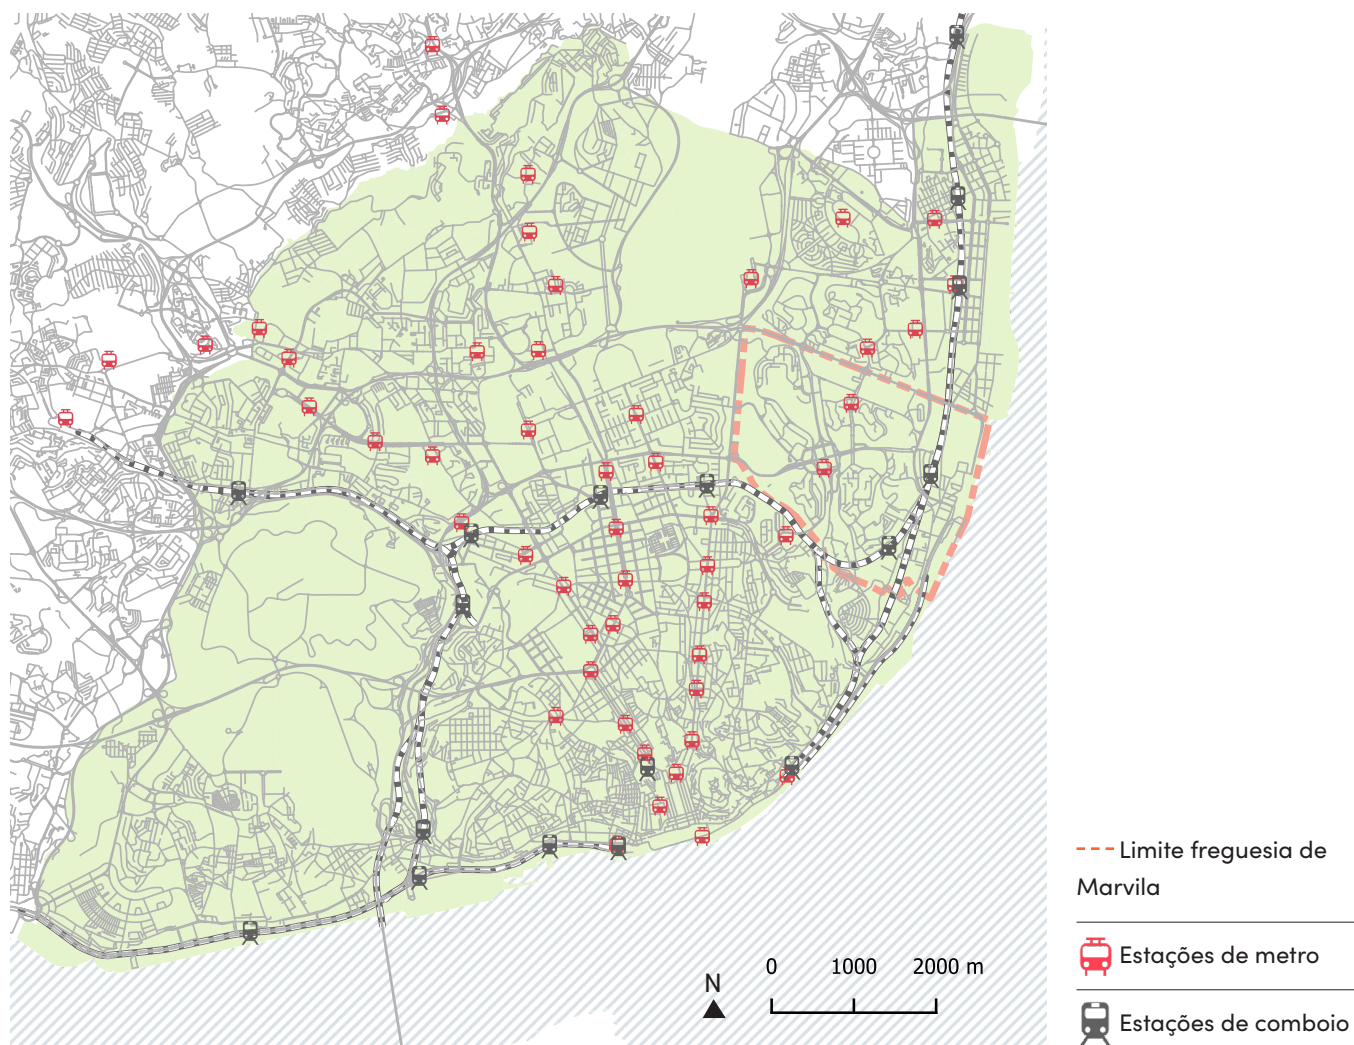 Limite freguesia de
Marvila
Estações de metro
Estações de comboio
N
0 1000 2000 m